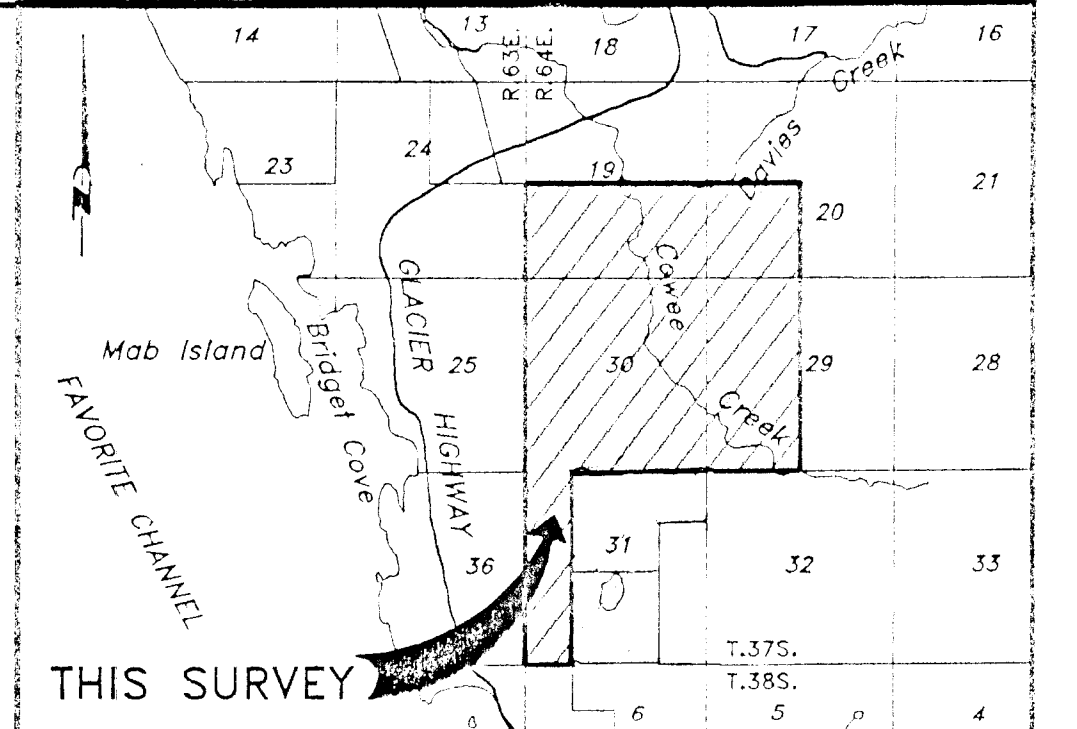 14
13
18
17
16
R.63E.
R.64E.
Creek
Davies
23
24
19
20
21
Cawee
GLACIER
HIGHWAY
Mab Island
Bridget Cove
25
30
29
28
Creek
FAVORITE CHANNEL
36
31
32
33
T.37S.
T.38S.
THIS SURVEY
6
5
4